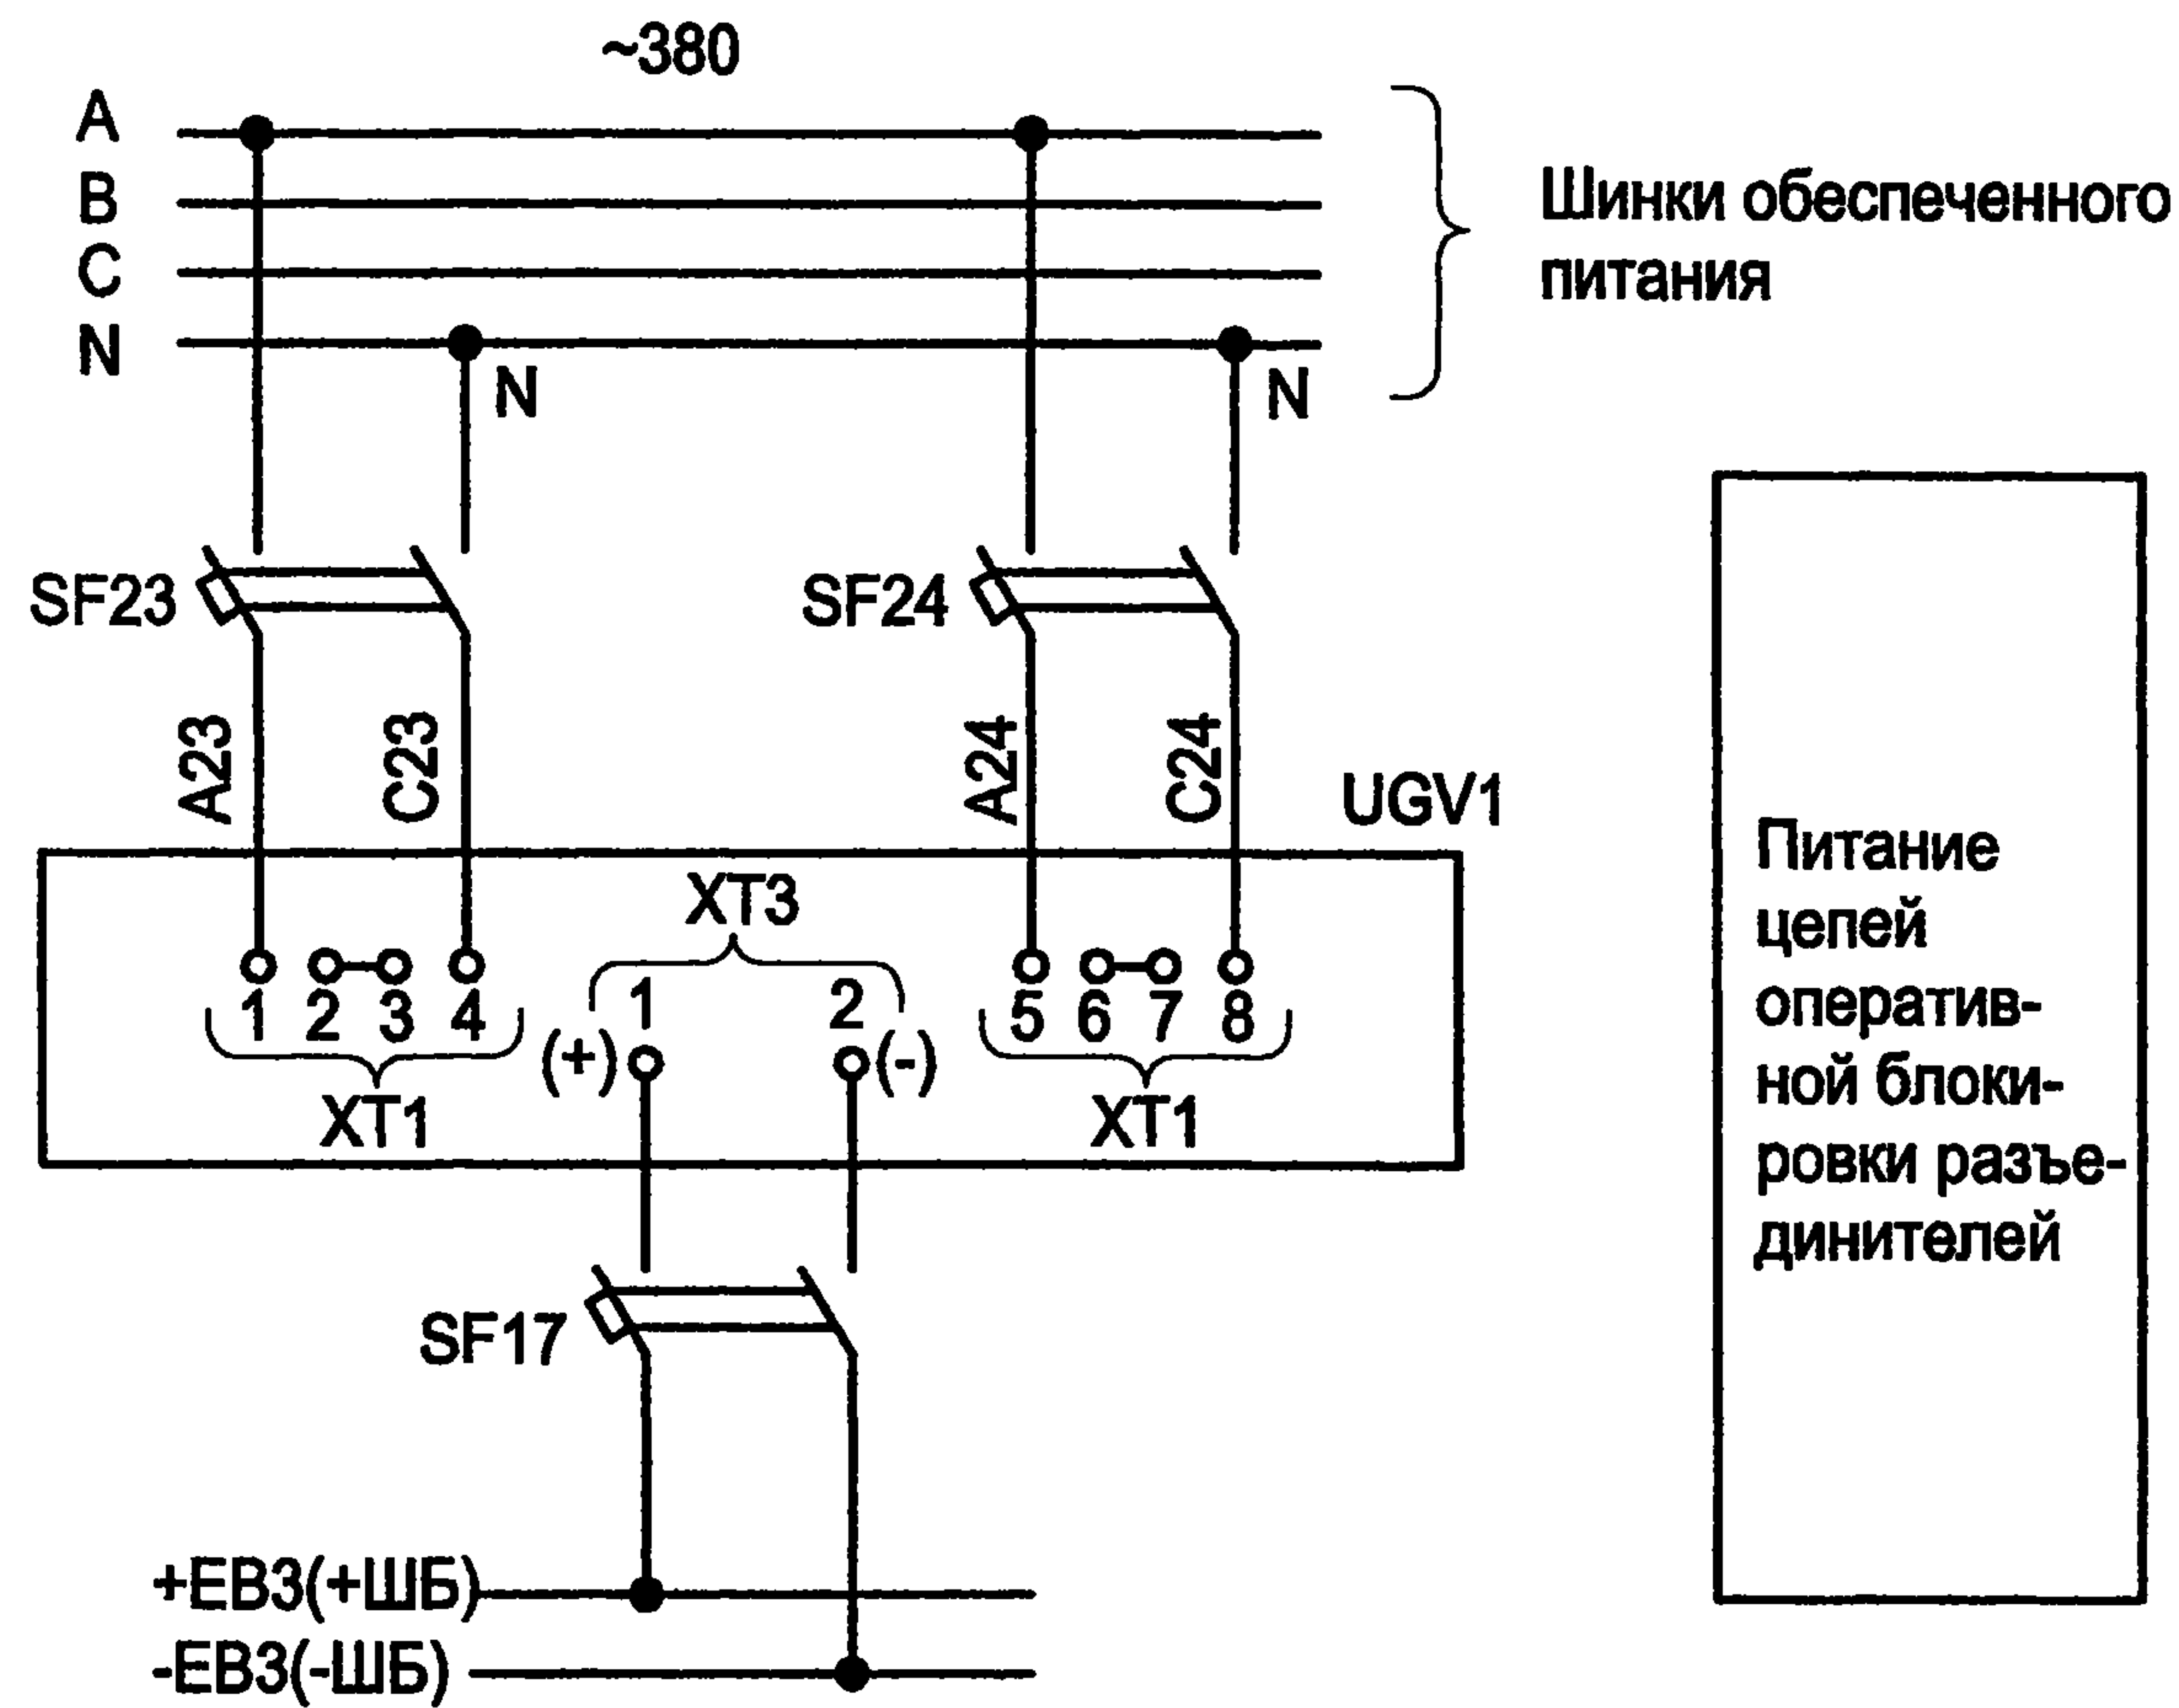 ~380
A
B
C
N
N
N
Шинки обеспеченного
питания
SF23
SF24
A23
C23
A24
C24
UGV1
XT3
1
2
3
4
1
2
5
6
7
8
(+)
(-)
XT1
XT1
SF17
+EB3(+ШБ)
-EB3(-ШБ)
Питание
цепей
оператив-
ной блоки-
ровки разъе-
динителей